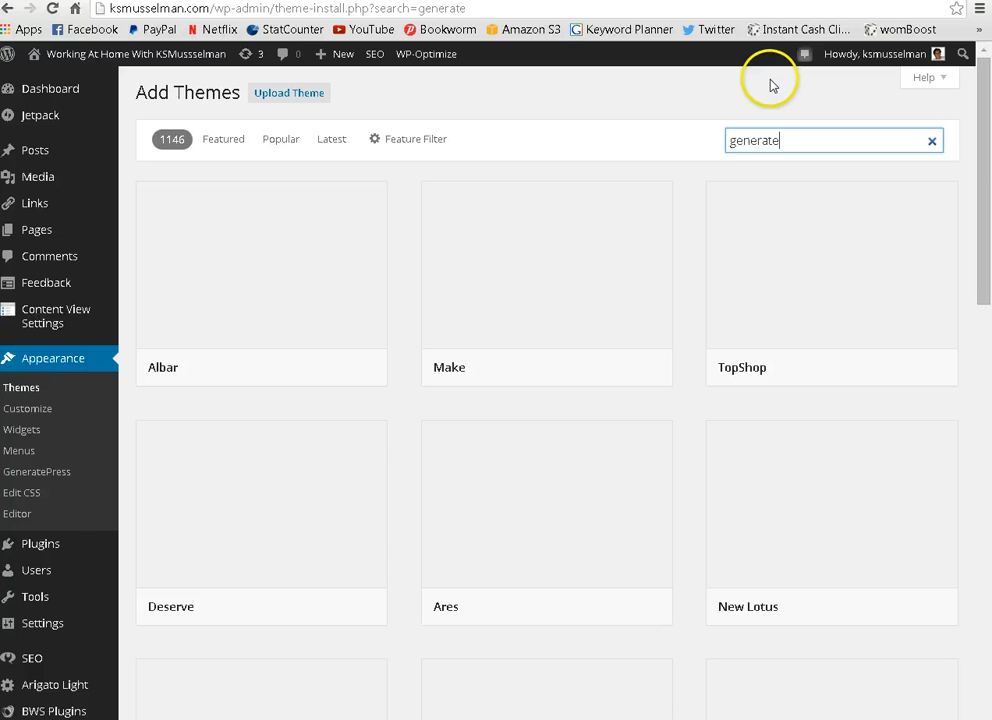 ksmusselman.com/wp-admin/theme-install.php?search=generate
Apps Facebook PayPal Netflix StatCounter YouTube Bookworm Amazon S3 Keyword Planner Twitter Instant Cash Cli... womBoost »
Working At Home With KSMusselman 3 0 New SEO WP-Optimize Howdy, ksmusselman
Help
Dashboard
Jetpack
Posts
Media
Links
Pages
Comments
Feedback
Content View
Settings
Appearance
Themes
Customize
Widgets
Menus
GeneratePress
Edit CSS
Editor
Plugins
Users
Tools
Settings
SEO
Arigato Light
BWS Plugins
Add Themes Upload Theme
1146 Featured Popular Latest Feature Filter
generate
Albar
Make
TopShop
Deserve
Ares
New Lotus